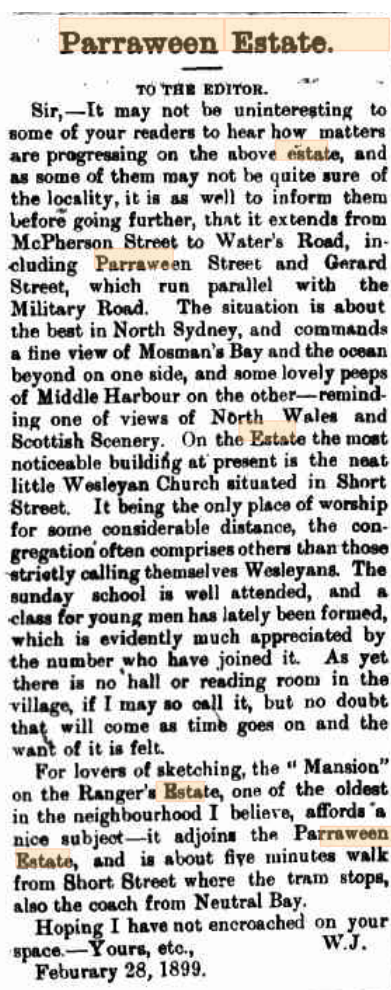 Parraween Estate.
TO THE EDITOR.
Sir,—It may not be uninteresting to
some of your readers to hear how matters
are progressing on the above estate, and
as some of them may not be quite sure of
the locality, it is as well to inform them
before going further, that it extends from
McPherson Street to Water's Road, in-
cluding Parraween Street and Gerard
Street, which run parallel with the
Military Road. The situation is about
the best in North Sydney, and commands
a fine view of Mosman's Bay and the ocean
beyond on one side, and some lovely peeps
of Middle Harbour on the other—remind-
ing one of views of North Wales and
Scottish Scenery. On the Estate the most
noticeable building at present is the neat
little Wesleyan Church situated in Short
Street. It being the only place of worship
for some considerable distance, the con-
gregation often comprises others than those
strictly calling themselves Wesleyans. The
sunday school is well attended, and a
class for young men has lately been formed,
which is evidently much appreciated by
the number who have joined it. As yet
there is no hall or reading room in the
village, if I may so call it, but no doubt
that will come as time goes on and the
want of it is felt.
For lovers of sketching, the "Mansion"
on the Ranger's Estate, one of the oldest
in the neighbourhood I believe, affords a
nice subject—it adjoins the Parraween
Estate, and is about five minutes walk
from Short Street where the tram stops,
also the coach from Neutral Bay.
Hoping I have not encroached on your
space.—Yours, etc., W.J.
Feburary 28, 1899.